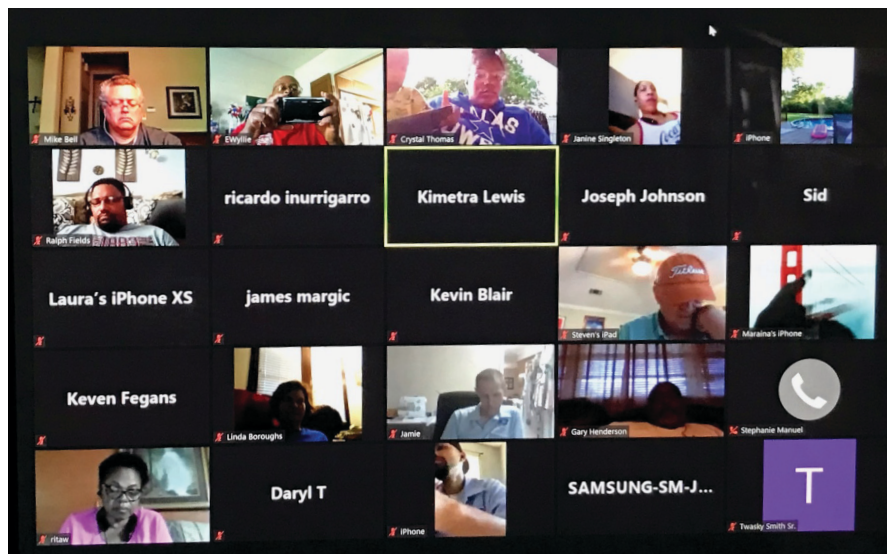 Mike Bell
EWyllie
Crystal Thomas
Janine Singleton
iPhone
Ralph Fields
ricardo inurrigarro
Kimetra Lewis
Joseph Johnson
Sid
Laura's iPhone XS
james margic
Kevin Blair
Titleist
Steven's iPad
Maraina's iPhone
Keven Fegans
Linda Boroughs
Jamie
Gary Henderson
Stephanie Manuel
ritaw
Daryl T
iPhone
SAMSUNG-SM-J...
T
Twasky Smith Sr.